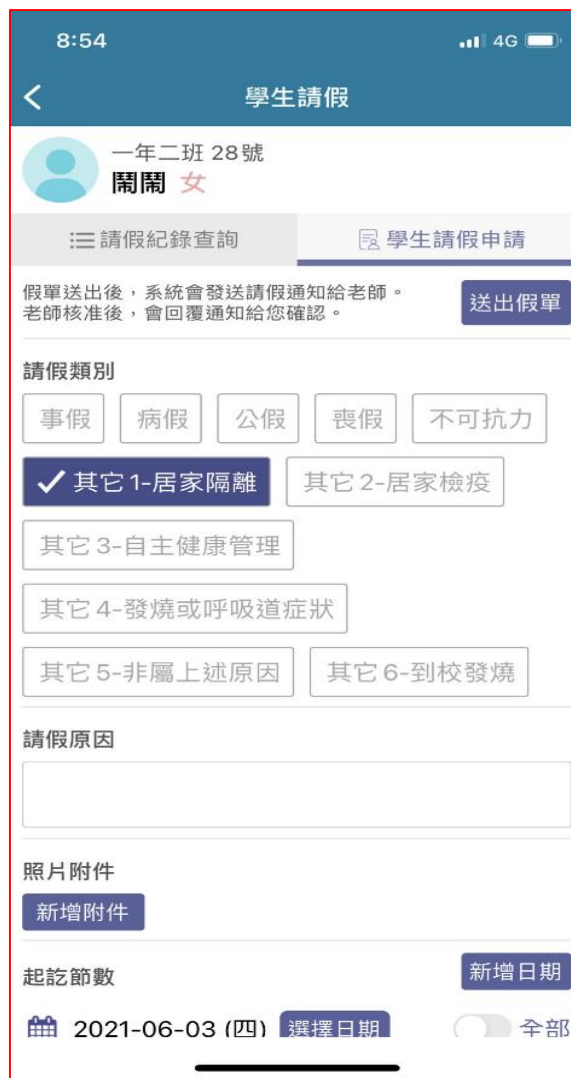 8:54 4G
學生請假
一年二班 28號
鬧鬧 女
請假紀錄查詢 學生請假申請
假單送出後，系統會發送請假通知給老師。
老師核准後，會回覆通知給您確認。
送出假單
請假類別
事假 病假 公假 喪假 不可抗力
其它1-居家隔離 其它2-居家檢疫
其它3-自主健康管理
其它4-發燒或呼吸道症狀
其它5-非屬上述原因 其它6-到校發燒
請假原因
照片附件
新增附件
起訖節數 新增日期
2021-06-03 (四) 選擇日期 全部